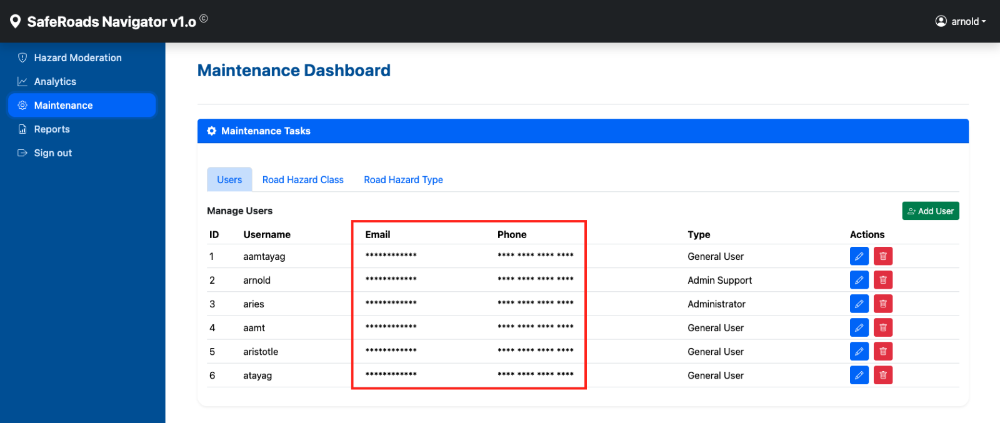 SafeRoads Navigator v1.o ©
arnold
Hazard Moderation
Analytics
Maintenance
Reports
Sign out
Maintenance Dashboard
Maintenance Tasks
Users Road Hazard Class Road Hazard Type
Manage Users
Add User
ID Username Email Phone Type Actions
1 aamtayag ************ **** **** **** **** General User
2 arnold ************ **** **** **** **** Admin Support
3 aries ************ **** **** **** **** Administrator
4 aamt ************ **** **** **** **** General User
5 aristotle ************ **** **** **** **** General User
6 atayag ************ **** **** **** **** General User